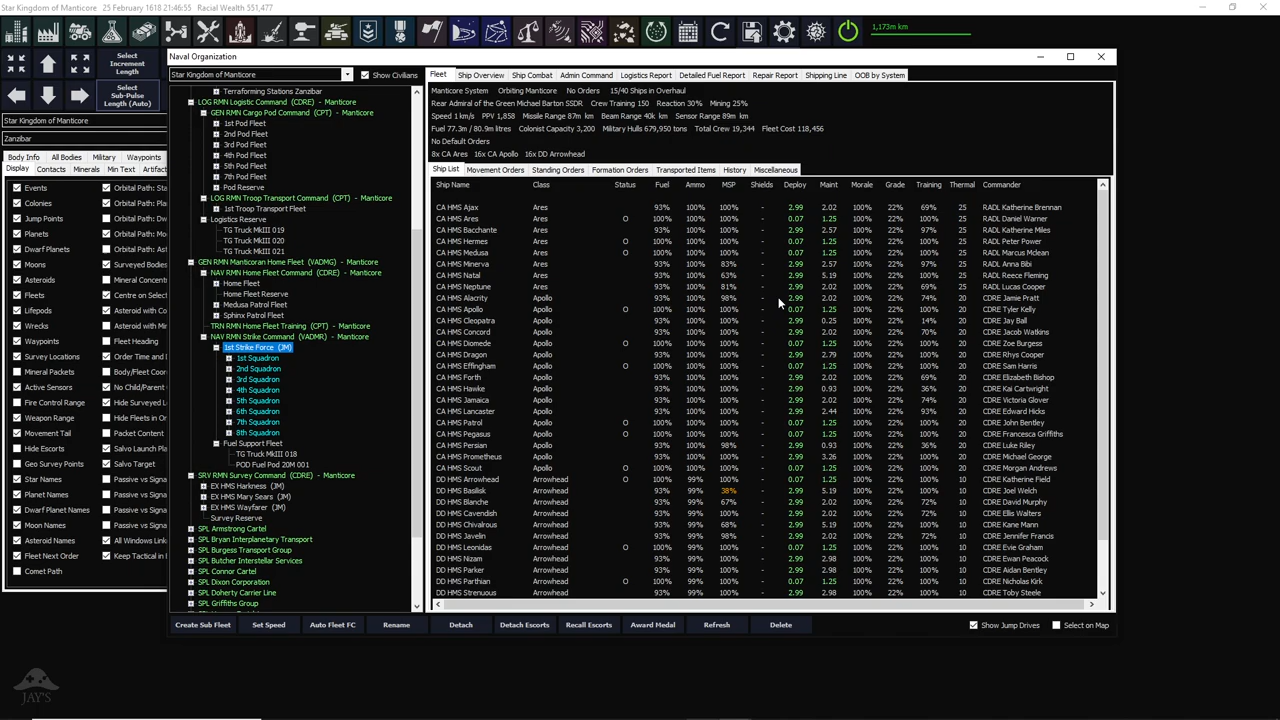 Star Kingdom of Manticore   25 February 1618 21:46:55   Racial Wealth 551,477
1,173m km
Select Increment Length
Select Sub-Pulse Length (Auto)
Star Kingdom of Manticore
Zanzibar
Body Info All Bodies Military Waypoints
Display Contacts Minerals Min Text Artifact
Events Orbital Path: Sta
Colonies Orbital Path: Mo
Jump Points Orbital Path: Dw
Planets Orbital Path: Ast
Dwarf Planets Orbital Path: Co
Moons Surveyed Bodies
Asteroids Mineral Concentr
Fleets Centre on Select
Lifepods Asteroid with Co
Wrecks Asteroid with Mi
Waypoints Fleet Heading
Survey Locations Order Time and D
Mineral Packets Body/Fleet Coord
Active Sensors No Child/Parent
Fire Control Range Hide Surveyed Lo
Weapon Range Hide Fleets in O
Movement Tail Packet Content
Hide Escorts Salvo Launch Pla
Geo Survey Points Salvo Target
Star Names Passive vs Signa
Planet Names Passive vs Signa
Dwarf Planet Names Passive vs Signa
Moon Names Passive vs Signa
Asteroid Names All Windows Link
Fleet Next Order Keep Tactical in F
Comet Path
Naval Organization
Star Kingdom of Manticore Show Civilians
Terraforming Stations Zanzibar
LOG RMN Logistic Command (CDRE) - Manticore
GEN RMN Cargo Pod Command (CPT) - Manticore
1st Pod Fleet
2nd Pod Fleet
3rd Pod Fleet
4th Pod Fleet
5th Pod Fleet
6th Pod Fleet
7th Pod Fleet
Pod Reserve
LOG RMN Troop Transport Command (CPT) - Manticore
1st Troop Transport Fleet
Logistics Reserve
TG Truck MkIII 019
TG Truck MkIII 020
TG Truck MkIII 021
GEN RMN Manticoran Home Fleet (VADMG) - Manticore
NAV RMN Home Fleet Command (CDRE) - Manticore
Home Fleet
Home Fleet Reserve
Medusa Patrol Fleet
Sphinx Patrol Fleet
TRN RMN Home Fleet Training (CPT) - Manticore
NAV RMN Strike Command (VADMR) - Manticore
1st Strike Force (JM)
1st Squadron
2nd Squadron
3rd Squadron
4th Squadron
5th Squadron
6th Squadron
7th Squadron
8th Squadron
Fuel Support Fleet
TG Truck MkIII 018
POD Fuel Pod 20M 001
SRV RMN Survey Command (CDRE) - Manticore
EX HMS Harkness (JM)
EX HMS Mary Sears (JM)
EX HMS Wayfarer (JM)
Survey Reserve
SPL Armstrong Cartel
SPL Bryan Interplanetary Transport
SPL Burgess Transport Group
SPL Butcher Interstellar Services
SPL Connor Cartel
SPL Dixon Corporation
SPL Doherty Carrier Line
SPL Griffiths Group
Fleet Ship Overview Ship Combat Admin Command Logistics Report Detailed Fuel Report Repair Report Shipping Line OOB by System
Manticore System Orbiting Manticore No Orders 15/40 Ships in Overhaul
Rear Admiral of the Green Michael Barton SSDR Crew Training 150 Reaction 30% Mining 25%
Speed 1 km/s PPV 1,858 Missile Range 87m km Beam Range 40k km Sensor Range 89m km
Fuel 77.3m / 80.9m litres Colonist Capacity 3,200 Military Hulls 679,950 tons Total Crew 19,344 Fleet Cost 118,456
No Default Orders
8x CA Ares 16x CA Apollo 16x DD Arrowhead
Ship List Movement Orders Standing Orders Formation Orders Transported Items History Miscellaneous
Ship Name Class Status Fuel Ammo MSP Shields Deploy Maint Morale Grade Training Thermal Commander
CA HMS Ajax Ares 93% 100% 100% - 2.99 2.02 100% 22% 69% 25 RADL Katherine Brennan
CA HMS Ares Ares O 100% 100% 100% - 0.07 1.25 100% 22% 100% 25 RADL Daniel Warner
CA HMS Bacchante Ares 93% 100% 100% - 2.99 2.57 100% 22% 97% 25 RADL Katherine Miles
CA HMS Hermes Ares O 100% 100% 100% - 0.07 1.25 100% 22% 100% 25 RADL Peter Power
CA HMS Medusa Ares O 100% 100% 100% - 0.07 1.25 100% 22% 100% 25 RADL Marcus Mclean
CA HMS Minerva Ares 93% 100% 83% - 2.99 2.57 100% 22% 97% 25 RADL Anna Bibi
CA HMS Natal Ares 93% 100% 63% - 2.99 5.19 100% 22% 100% 25 RADL Reece Fleming
CA HMS Neptune Ares 93% 100% 81% - 2.99 2.02 100% 22% 69% 25 RADL Lucas Cooper
CA HMS Alacrity Apollo 93% 100% 98% - 2.99 2.02 100% 22% 74% 20 CDRE Jamie Pratt
CA HMS Apollo Apollo O 100% 100% 100% - 0.07 1.25 100% 22% 100% 20 CDRE Tyler Kelly
CA HMS Cleopatra Apollo 93% 100% 100% - 2.99 0.25 100% 22% 14% 20 CDRE Jay Ball
CA HMS Concord Apollo 93% 100% 100% - 2.99 2.02 100% 22% 70% 20 CDRE Jacob Watkins
CA HMS Diomede Apollo O 100% 100% 100% - 0.07 1.25 100% 22% 100% 20 CDRE Zoe Burgess
CA HMS Dragon Apollo 93% 100% 100% - 2.99 2.79 100% 22% 100% 20 CDRE Rhys Cooper
CA HMS Effingham Apollo O 100% 100% 100% - 0.07 1.25 100% 22% 100% 20 CDRE Sam Harris
CA HMS Forth Apollo 93% 100% 100% - 2.99 2.02 100% 22% 69% 20 CDRE Elizabeth Bishop
CA HMS Hawke Apollo 93% 100% 100% - 2.99 0.93 100% 22% 36% 20 CDRE Kai Cartwright
CA HMS Jamaica Apollo 93% 100% 100% - 2.99 2.02 100% 22% 74% 20 CDRE Victoria Glover
CA HMS Lancaster Apollo 93% 100% 100% - 2.99 2.44 100% 22% 100% 20 CDRE Edward Hicks
CA HMS Patrol Apollo O 100% 100% 100% - 0.07 1.25 100% 22% 100% 20 CDRE John Bentley
CA HMS Pegasus Apollo O 100% 100% 100% - 0.07 1.25 100% 22% 100% 20 CDRE Francesca Griffiths
CA HMS Persian Apollo 93% 100% 98% - 2.99 0.93 100% 22% 36% 20 CDRE Luke Riley
CA HMS Prometheus Apollo 93% 100% 100% - 2.99 3.26 100% 22% 100% 20 CDRE Michael George
CA HMS Scout Apollo O 100% 100% 100% - 0.07 1.25 100% 22% 100% 20 CDRE Morgan Andrews
DD HMS Arrowhead Arrowhead O 100% 99% 100% - 0.07 1.25 100% 22% 100% 10 CDRE Katherine Field
DD HMS Basilisk Arrowhead 93% 99% 38% - 2.99 5.19 100% 22% 100% 10 CDRE Joel Welch
DD HMS Blanche Arrowhead 93% 99% 67% - 2.99 2.02 100% 22% 72% 10 CDRE David Murphy
DD HMS Cavendish Arrowhead 93% 99% 100% - 2.99 2.02 100% 22% 72% 10 CDRE Ellis Walters
DD HMS Chivalrous Arrowhead 93% 99% 68% - 2.99 5.19 100% 22% 100% 10 CDRE Kane Mann
DD HMS Javelin Arrowhead 93% 99% 98% - 2.99 2.02 100% 22% 72% 10 CDRE Jennifer Francis
DD HMS Leonidas Arrowhead O 100% 99% 100% - 0.07 1.25 100% 22% 100% 10 CDRE Evie Graham
DD HMS Nizam Arrowhead 93% 99% 100% - 2.99 2.98 100% 22% 100% 10 CDRE Ewan Peacock
DD HMS Parker Arrowhead 93% 99% 100% - 2.99 2.98 100% 22% 100% 10 CDRE Aidan Bentley
DD HMS Parthian Arrowhead O 100% 99% 100% - 0.07 1.25 100% 22% 100% 10 CDRE Nicholas Kirk
DD HMS Strenuous Arrowhead 93% 99% 100% - 2.99 2.98 100% 22% 100% 10 CDRE Toby Steele
Create Sub Fleet Set Speed Auto Fleet FC Rename Detach Detach Escorts Recall Escorts Award Medal Refresh Delete Show Jump Drives Select on Map
JAY'S